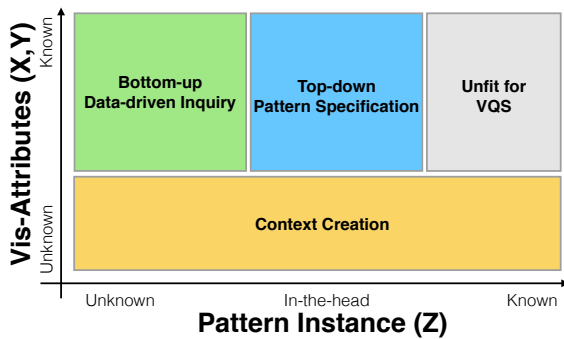 Vis-Attributes (X,Y)
Known
Unknown
Bottom-up
Data-driven Inquiry
Top-down
Pattern Specification
Unfit for
VQS
Context Creation
Unknown
In-the-head
Known
Pattern Instance (Z)